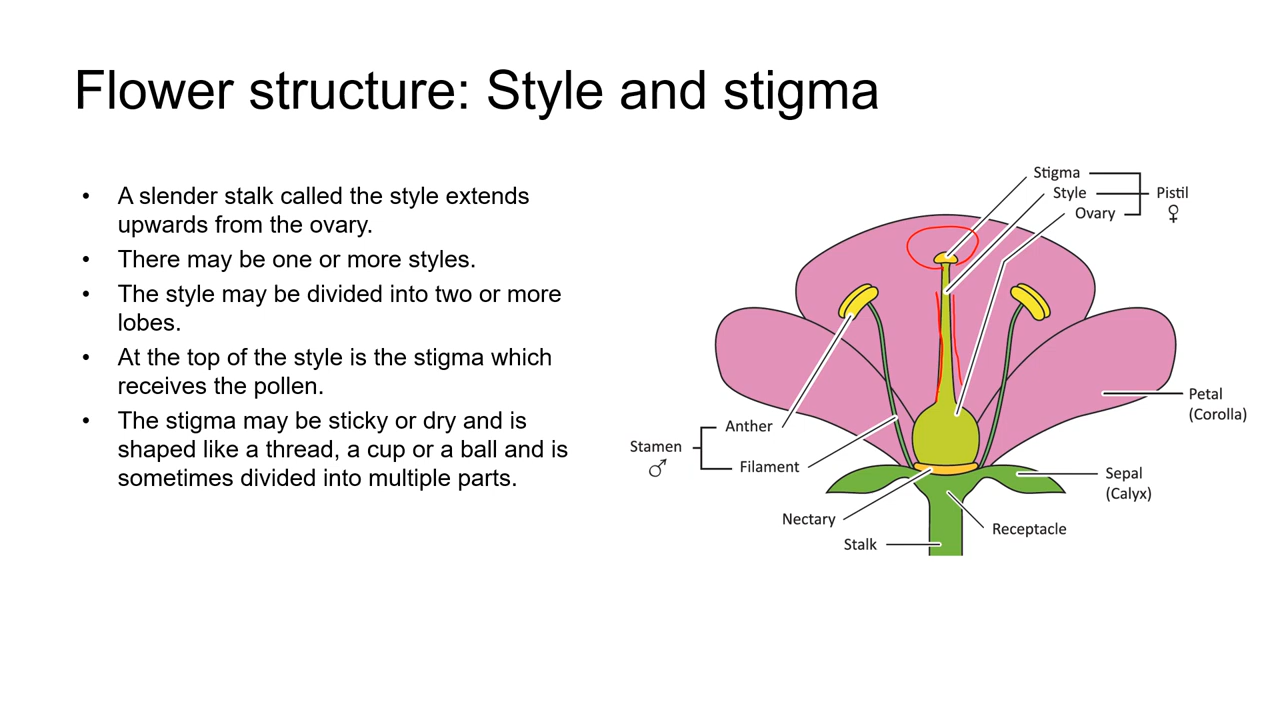 Flower structure: Style and stigma
• A slender stalk called the style extends
upwards from the ovary.
• There may be one or more styles.
• The style may be divided into two or more
lobes.
• At the top of the style is the stigma which
receives the pollen.
• The stigma may be sticky or dry and is
shaped like a thread, a cup or a ball and is
sometimes divided into multiple parts.
Stigma
Style
Ovary
Pistil
♀
Petal
(Corolla)
Anther
Stamen
♂
Filament
Sepal
(Calyx)
Nectary
Receptacle
Stalk